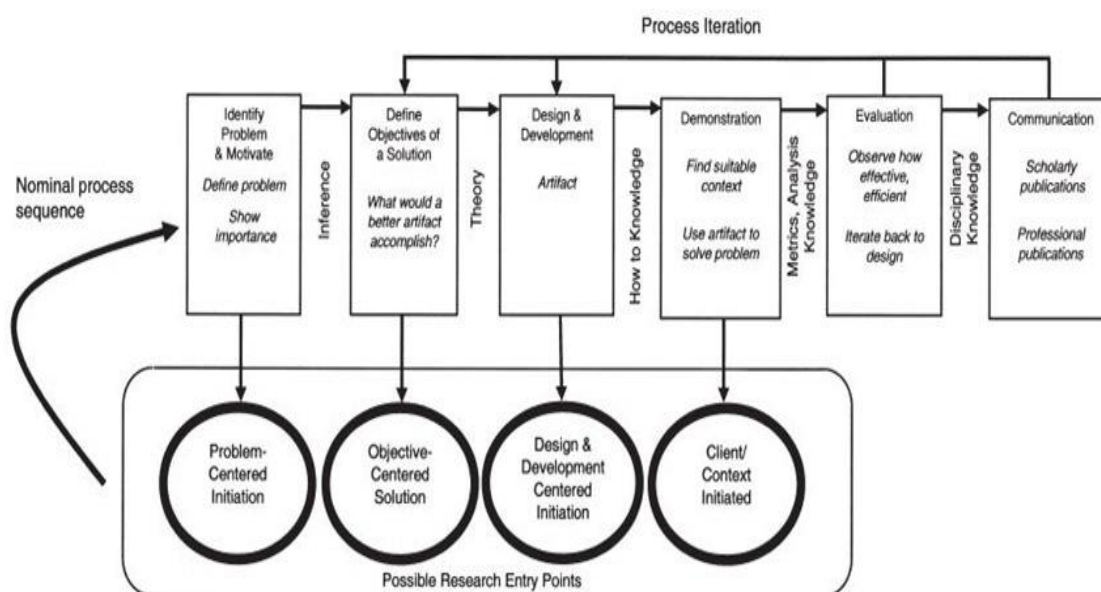 Process Iteration
Nominal process
sequence
Identify
Problem
& Motivate
Define problem
Show
importance
Inference
Define
Objectives of
a Solution
What would a
better artifact
accomplish?
Theory
Design &
Development
Artifact
How to Knowledge
Demonstration
Find suitable
context
Use artifact to
solve problem
Metrics, Analysis
Knowledge
Evaluation
Observe how
effective,
efficient
Iterate back to
design
Disciplinary
Knowledge
Communication
Scholarly
publications
Professional
publications
Problem-
Centered
Initiation
Objective-
Centered
Solution
Design &
Development
Centered
Initiation
Client/
Context
Initiated
Possible Research Entry Points